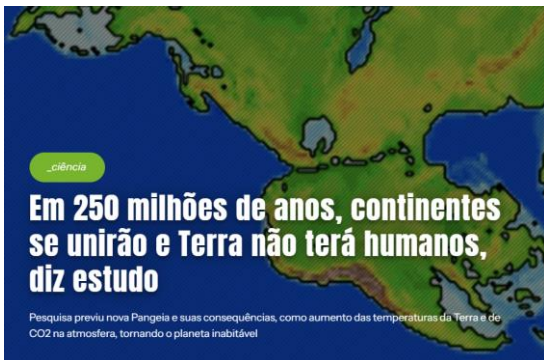 _ciência
Em 250 milhões de anos, continentes
se unirão e Terra não terá humanos,
diz estudo
Pesquisa previu nova Pangeia e suas consequências, como aumento das temperaturas da Terra e de
CO2 na atmosfera, tornando o planeta inabitável